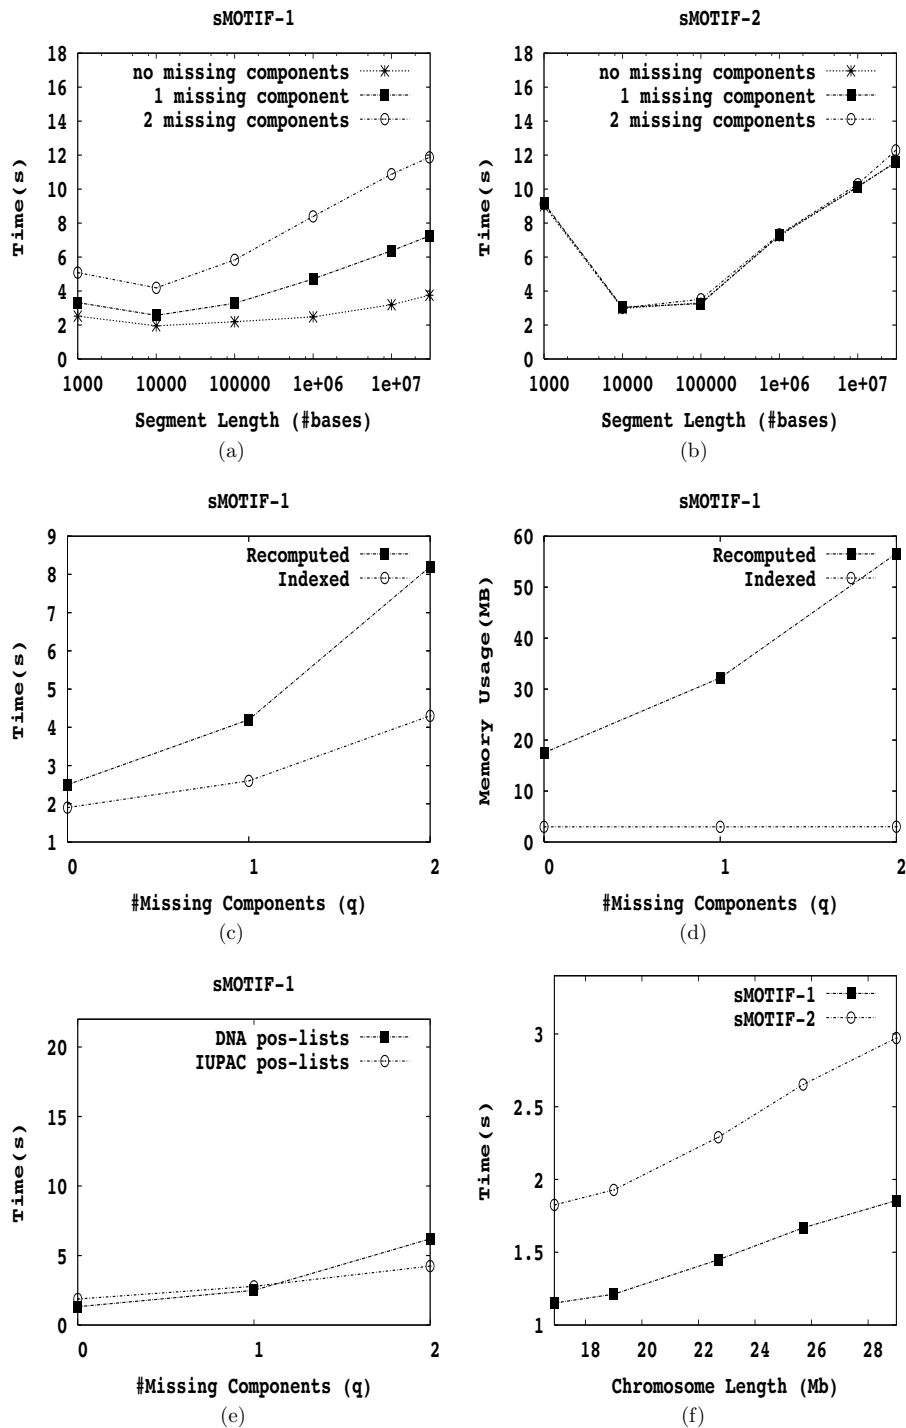 sMOTIF-1
18
16
14
12
10
8
6
4
2
0
Time(s)
no missing components
1 missing component
2 missing components
1000 10000 100000 1e+06 1e+07
Segment Length (#bases)
(a)
sMOTIF-2
18
16
14
12
10
8
6
4
2
0
Time(s)
no missing components
1 missing component
2 missing components
1000 10000 100000 1e+06 1e+07
Segment Length (#bases)
(b)
sMOTIF-1
9
8
7
6
5
4
3
2
1
Time(s)
Recomputed
Indexed
0 1 2
#Missing Components (q)
(c)
sMOTIF-1
60
50
40
30
20
10
0
Memory Usage(MB)
Recomputed
Indexed
0 1 2
#Missing Components (q)
(d)
sMOTIF-1
20
15
10
5
0
Time(s)
DNA pos-lists
IUPAC pos-lists
0 1 2
#Missing Components (q)
(e)
3
2.5
2
1.5
1
Time(s)
sMOTIF-1
sMOTIF-2
18 20 22 24 26 28
Chromosome Length (Mb)
(f)